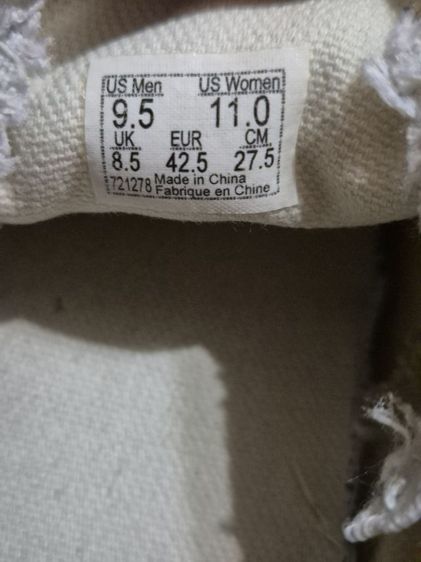 US Men US Women
9.5 11.0
UK EUR CM
8.5 42.5 27.5
721278 Made in China
Fabrique en Chine